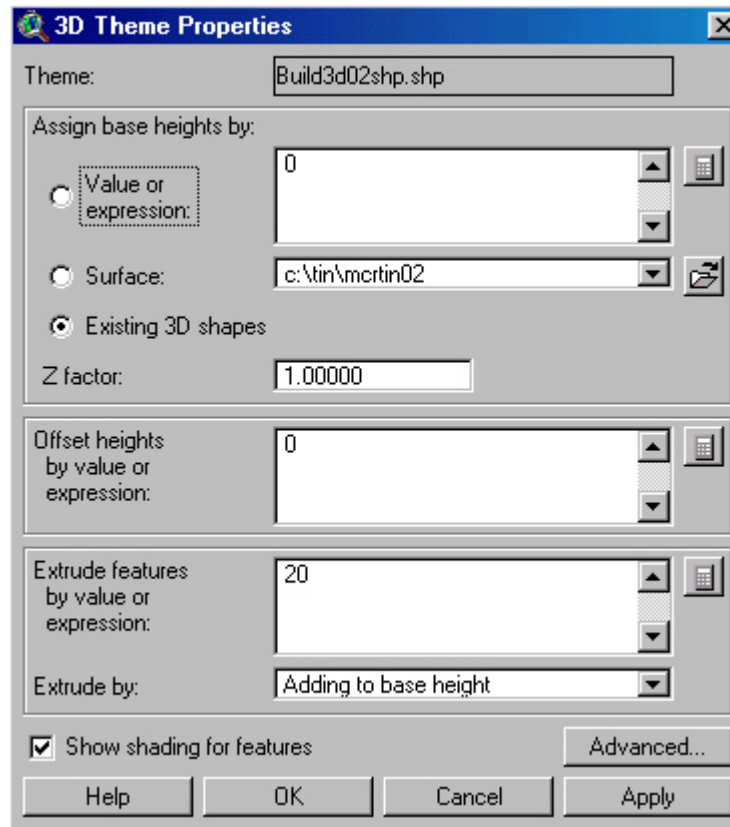 3D Theme Properties
Theme:
Build3d02shp.shp
Assign base heights by:
Value or
expression:
0
Surface:
c:\tin\mcrtin02
Existing 3D shapes
Z factor:
1.00000
Offset heights
by value or
expression:
0
Extrude features
by value or
expression:
20
Extrude by:
Adding to base height
Show shading for features
Advanced...
Help
OK
Cancel
Apply